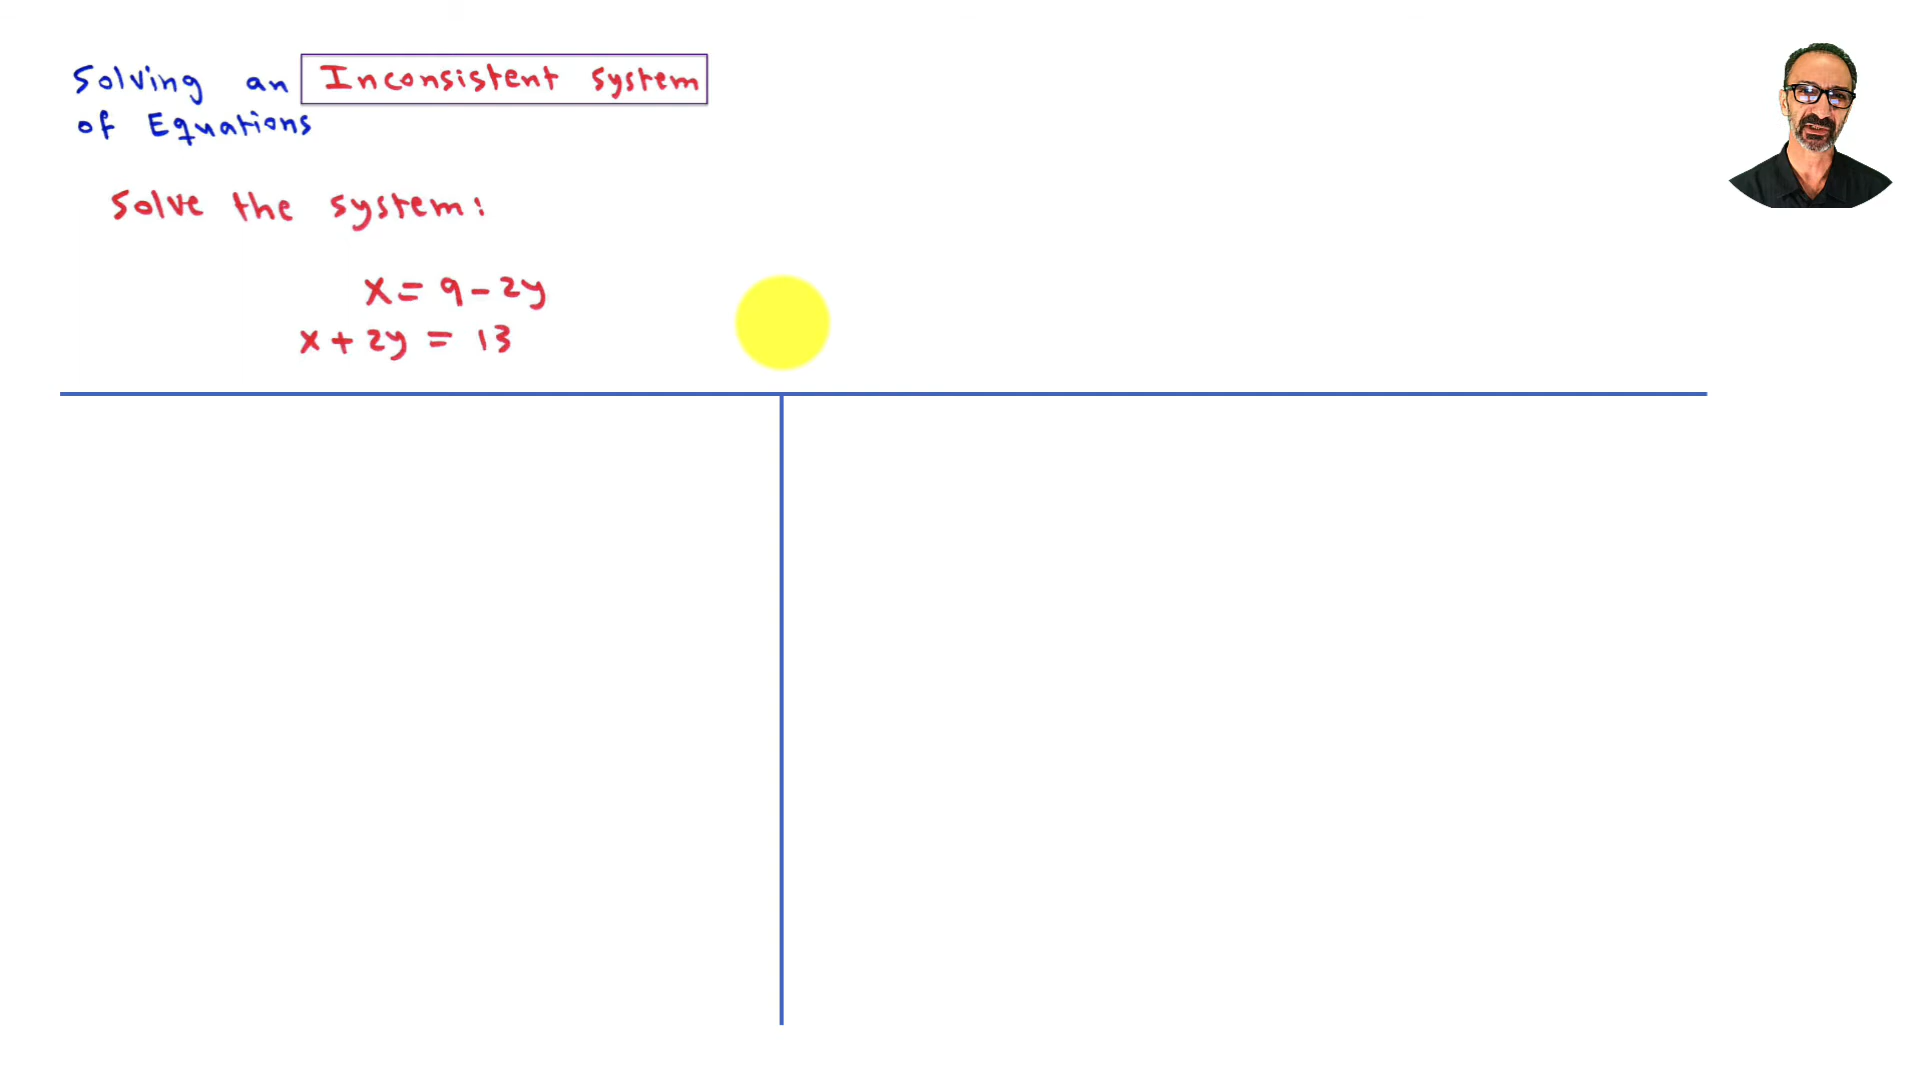 Solving an Inconsistent system
of Equations
Solve the system:
x = 9 - 2y
x + 2y = 13